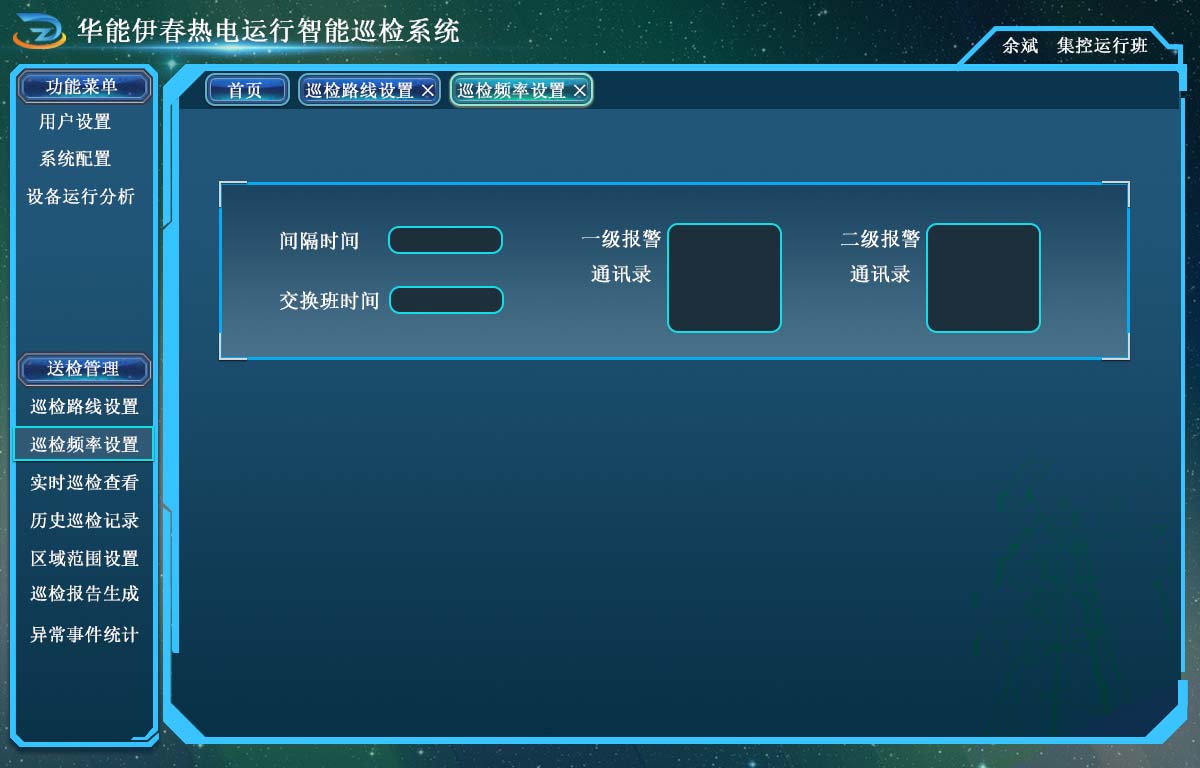 华能伊春热电运行智能巡检系统
余斌 集控运行班
首页 巡检路线设置 × 巡检频率设置 ×
功能菜单
用户设置
系统配置
设备运行分析
送检管理
巡检路线设置
巡检频率设置
实时巡检查看
历史巡检记录
区域范围设置
巡检报告生成
异常事件统计
间隔时间
交换班时间
一级报警
通讯录
二级报警
通讯录